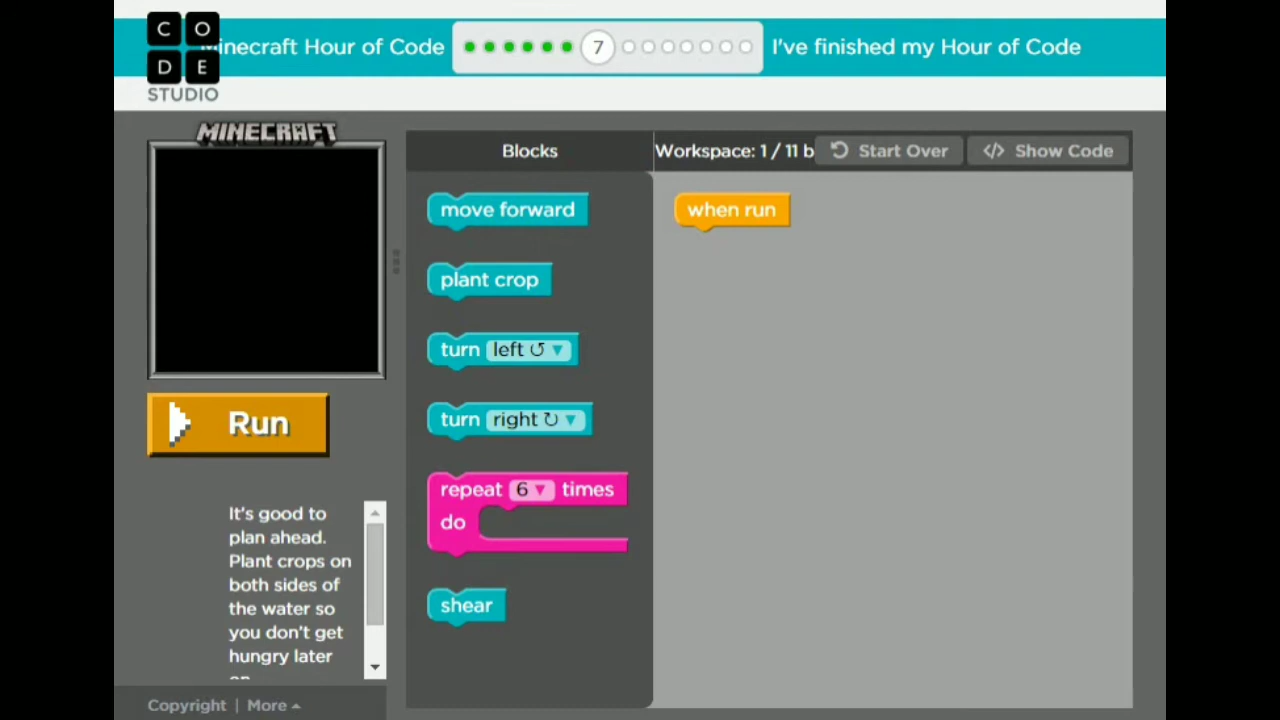 C O
D E
STUDIO
Minecraft Hour of Code
7
I've finished my Hour of Code
MINECRAFT
Blocks
Workspace: 1 / 11 b
Start Over
</> Show Code
move forward
when run
plant crop
turn left ↺ ▼
turn right ↻ ▼
repeat 6 ▼ times
do
shear
Run
It's good to
plan ahead.
Plant crops on
both sides of
the water so
you don't get
hungry later
Copyright | More